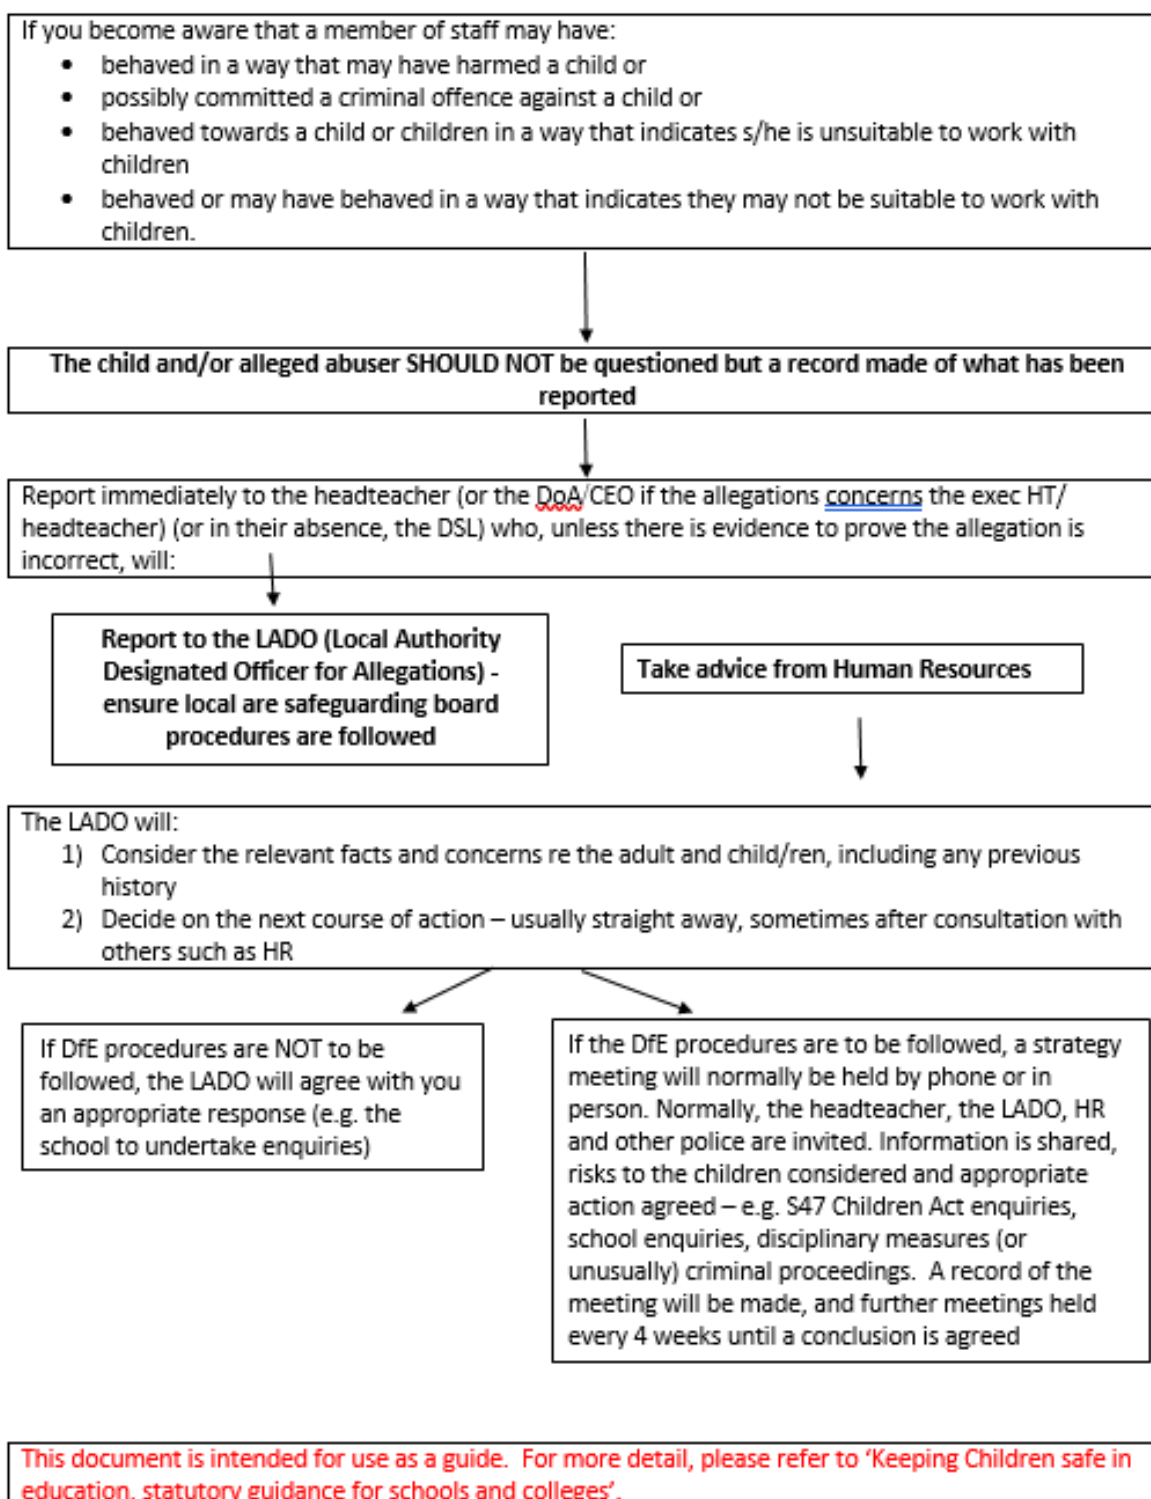 If you become aware that a member of staff may have:
• behaved in a way that may have harmed a child or
• possibly committed a criminal offence against a child or
• behaved towards a child or children in a way that indicates s/he is unsuitable to work with
children
• behaved or may have behaved in a way that indicates they may not be suitable to work with
children.
The child and/or alleged abuser SHOULD NOT be questioned but a record made of what has been
reported
Report immediately to the headteacher (or the DoA/CEO if the allegations concerns the exec HT/
headteacher) (or in their absence, the DSL) who, unless there is evidence to prove the allegation is
incorrect, will:
Report to the LADO (Local Authority
Designated Officer for Allegations) -
ensure local are safeguarding board
procedures are followed
Take advice from Human Resources
The LADO will:
1) Consider the relevant facts and concerns re the adult and child/ren, including any previous
history
2) Decide on the next course of action – usually straight away, sometimes after consultation with
others such as HR
If DfE procedures are NOT to be
followed, the LADO will agree with you
an appropriate response (e.g. the
school to undertake enquiries)
If the DfE procedures are to be followed, a strategy
meeting will normally be held by phone or in
person. Normally, the headteacher, the LADO, HR
and other police are invited. Information is shared,
risks to the children considered and appropriate
action agreed – e.g. S47 Children Act enquiries,
school enquiries, disciplinary measures (or
unusually) criminal proceedings.  A record of the
meeting will be made, and further meetings held
every 4 weeks until a conclusion is agreed
This document is intended for use as a guide.  For more detail, please refer to ‘Keeping Children safe in
education, statutory guidance for schools and colleges’.